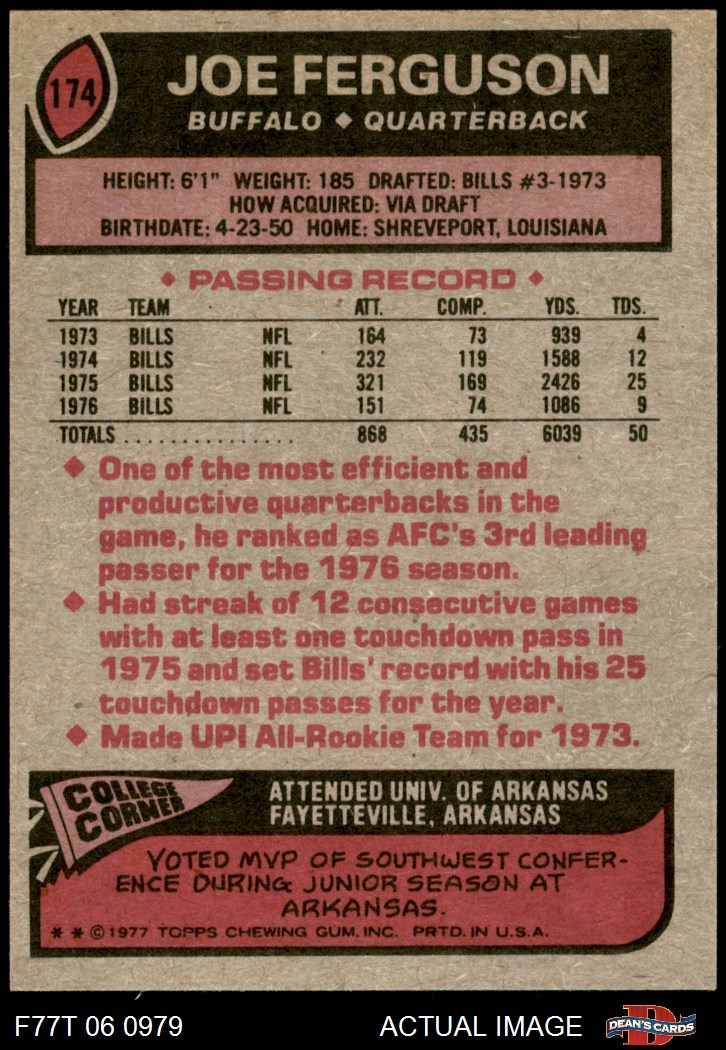 174
JOE FERGUSON
BUFFALO ◆ QUARTERBACK
HEIGHT: 6'1" WEIGHT: 185 DRAFTED: BILLS #3-1973
HOW ACQUIRED: VIA DRAFT
BIRTHDATE: 4-23-50 HOME: SHREVEPORT, LOUISIANA
◆ PASSING RECORD ◆
YEAR TEAM ATT. COMP. YDS. TDS.
1973 BILLS NFL 164 73 939 4
1974 BILLS NFL 232 119 1588 12
1975 BILLS NFL 321 169 2426 25
1976 BILLS NFL 151 74 1086 9
TOTALS ................ 868 435 6039 50
◆ One of the most efficient and
productive quarterbacks in the
game, he ranked as AFC's 3rd leading
passer for the 1976 season.
◆ Had streak of 12 consecutive games
with at least one touchdown pass in
1975 and set Bills' record with his 25
touchdown passes for the year.
◆ Made UPI All-Rookie Team for 1973.
COLLEGE
CORNER
ATTENDED UNIV. OF ARKANSAS
FAYETTEVILLE, ARKANSAS
VOTED MVP OF SOUTHWEST CONFER-
ENCE DURING JUNIOR SEASON AT
ARKANSAS.
* * © 1977 TOPPS CHEWING GUM, INC. PRTD. IN U.S.A.
F77T 06 0979 ACTUAL IMAGE
D
DEAN'S CARDS